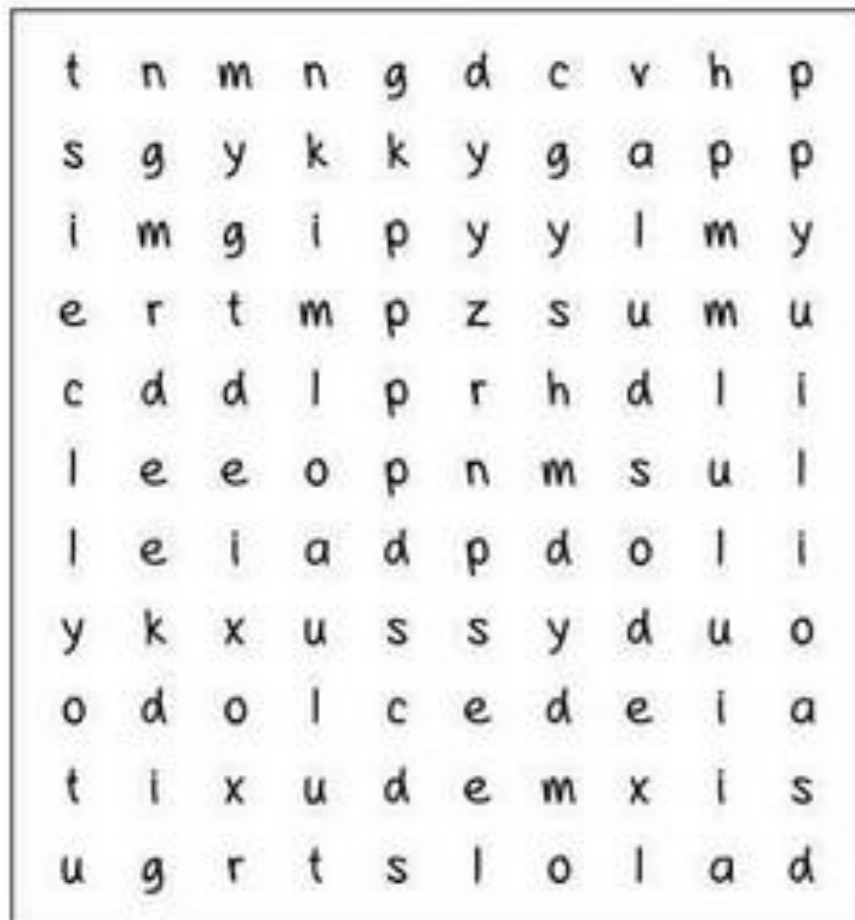 t n m n g d c v h p
s g y k k y g a p p
i m g i p y y l m y
e r t m p z s u m u
c d d l p r h d l i
l e e o p n m s u l
l e i a d p d o l i
y k x u s s y d u o
o d o l c e d e i a
t i x u d e m x i s
u g r t s l o l a d